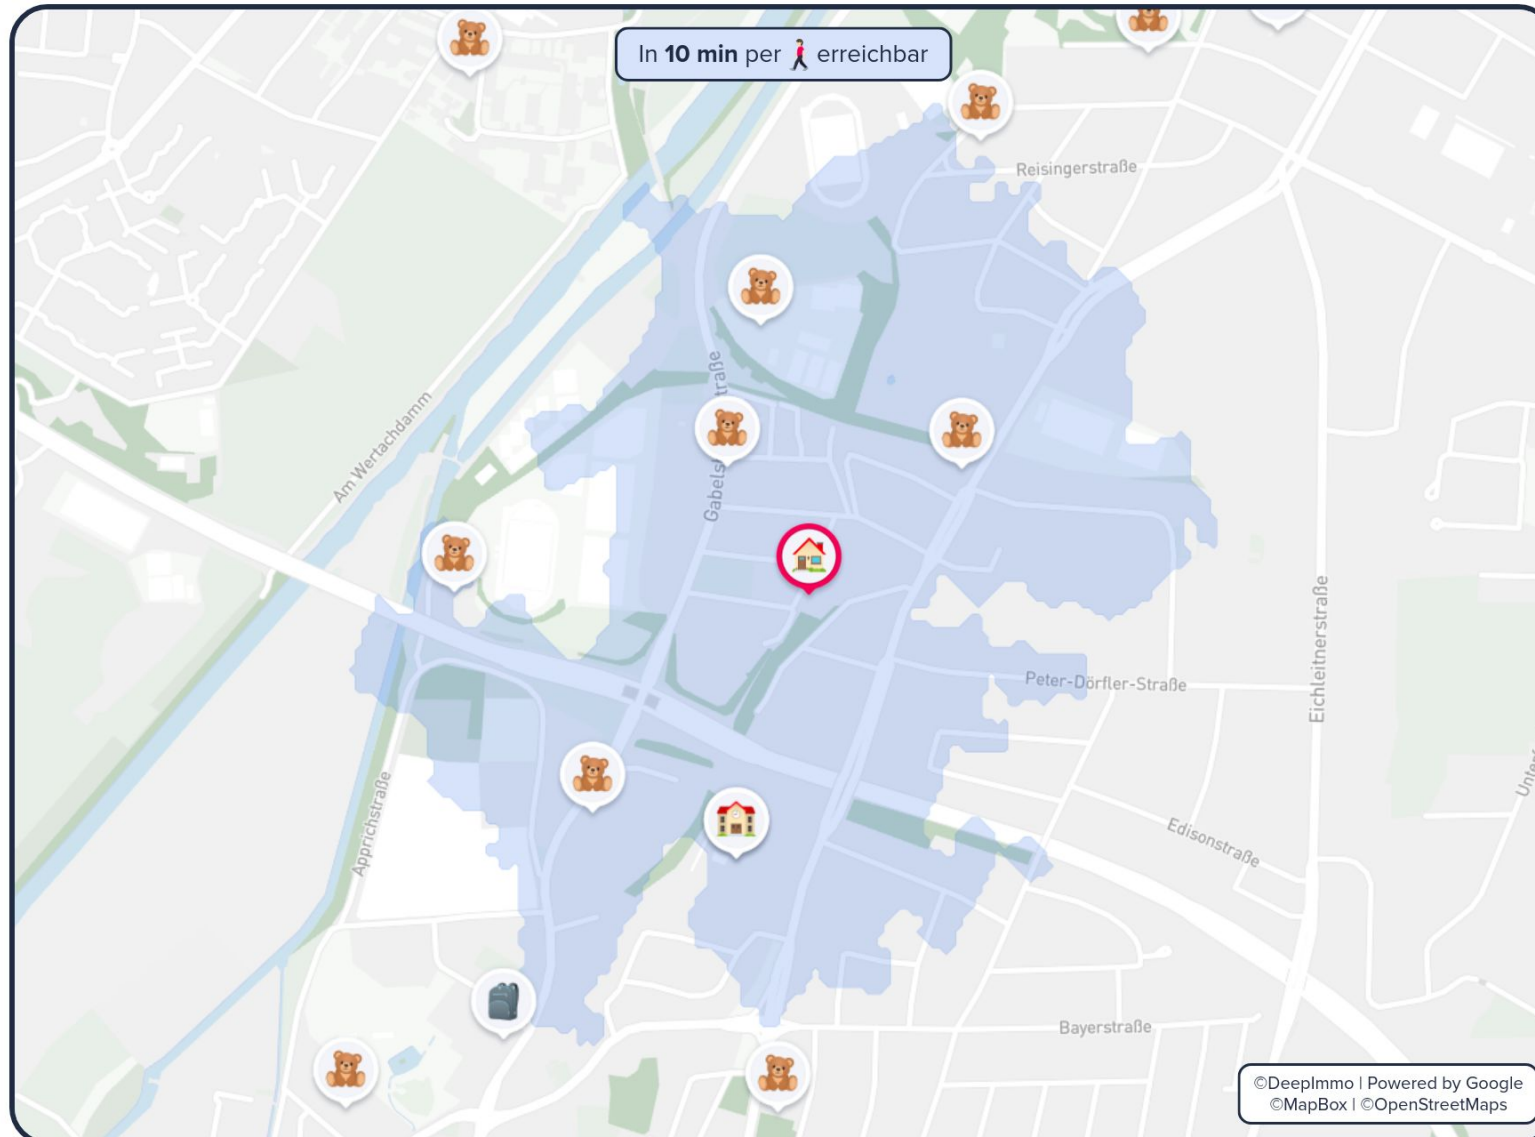 In 10 min per erreichbar
Reisingerstraße
Am Wertachdamm
Peter-Dörfler-Straße
Eichleitnerstraße
Apprichstraße
Edisonstraße
Bayerstraße
©DeepImmo | Powered by Google
©MapBox | ©OpenStreetMaps